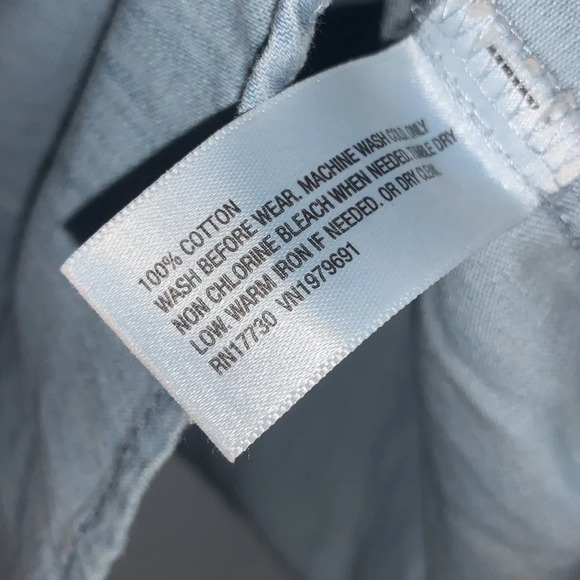 100% COTTON
WASH BEFORE WEAR. MACHINE WASH COLD. ONLY
NON CHLORINE BLEACH WHEN NEEDED. TUMBLE DRY
LOW. WARM IRON IF NEEDED. OR DRY CLEAN.
RN17730 VN1979691